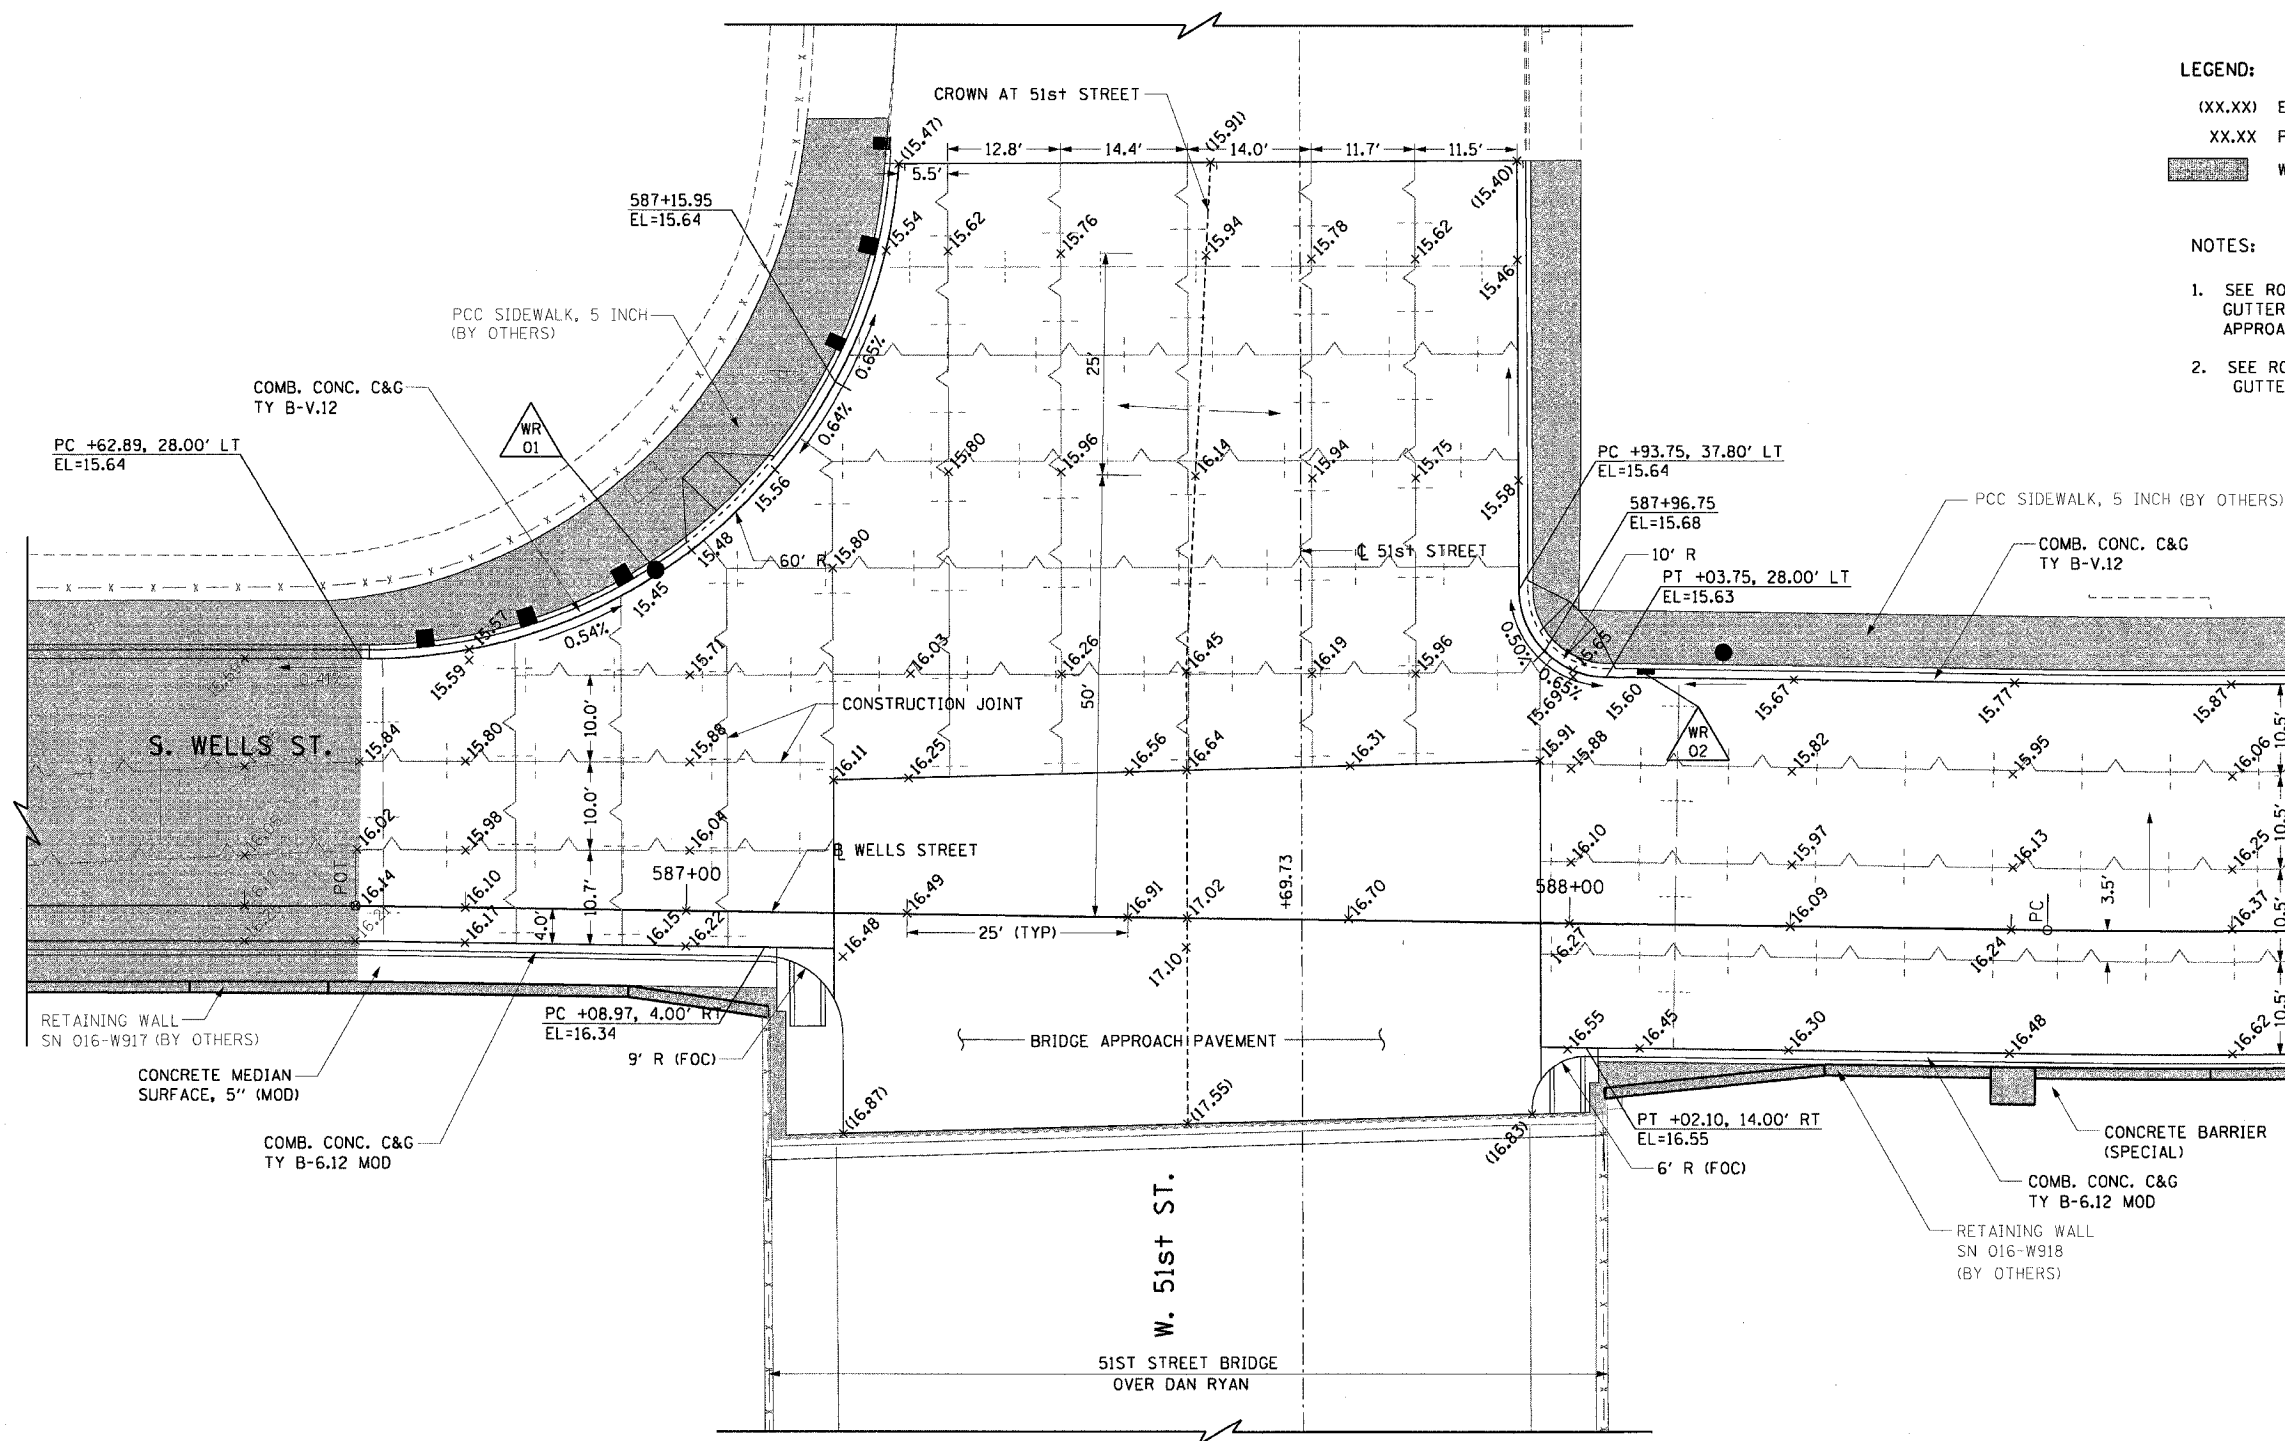 LEGEND:
(XX.XX) E
XX.XX P
W
NOTES:
1. SEE RO
GUTTER
APPROA
2. SEE RO
GUTTE
CROWN AT 51st STREET
(15.47)
(15.91)
(15.40)
12.8'
14.4'
14.0'
11.7'
11.5'
5.5'
587+15.95
EL=15.64
15.54
15.62
15.76
15.94
15.78
15.62
15.46
PCC SIDEWALK, 5 INCH
(BY OTHERS)
0.65%
25'
COMB. CONC. C&G
TY B-V.12
WR
01
0.64%
PC +62.89, 28.00' LT
EL=15.64
15.80
15.96
16.14
15.94
15.75
15.58
PC +93.75, 37.80' LT
EL=15.64
PCC SIDEWALK, 5 INCH (BY OTHERS)
587+96.75
EL=15.68
15.56
15.48
60' R
15.80
℄ 51st STREET
10' R
COMB. CONC. C&G
TY B-V.12
PT +03.75, 28.00' LT
EL=15.63
15.45
15.57
0.54%
15.59
0.41%
15.71
16.03
16.26
16.45
16.19
15.96
0.50%
15.65
0.65%
15.69
15.60
15.67
15.77
15.87
50'
CONSTRUCTION JOINT
10.0'
S. WELLS ST.
15.84
15.80
15.88
16.11
16.25
16.56
16.64
16.31
15.91
15.88
WR
02
15.82
15.95
16.06
10.5'
10.0'
16.02
15.98
16.04
B WELLS STREET
16.10
15.97
16.13
16.25
10.5'
POT
16.14
16.10
587+00
10.7'
16.49
16.91
17.02
+69.73
16.70
588+00
16.09
3.5'
PC
16.37
10.5'
16.21
16.17
4.0'
16.15
16.22
16.48
25' (TYP)
17.10
16.27
16.24
RETAINING WALL
SN 016-W917 (BY OTHERS)
PC +08.97, 4.00' RT
EL=16.34
9' R (FOC)
BRIDGE APPROACH PAVEMENT
16.55
16.45
16.30
16.48
16.62
10.5'
CONCRETE MEDIAN
SURFACE, 5" (MOD)
(16.87)
(17.55)
(16.83)
PT +02.10, 14.00' RT
EL=16.55
6' R (FOC)
CONCRETE BARRIER
(SPECIAL)
COMB. CONC. C&G
TY B-6.12 MOD
COMB. CONC. C&G
TY B-6.12 MOD
RETAINING WALL
SN 016-W918
(BY OTHERS)
W. 51st ST.
51ST STREET BRIDGE
OVER DAN RYAN